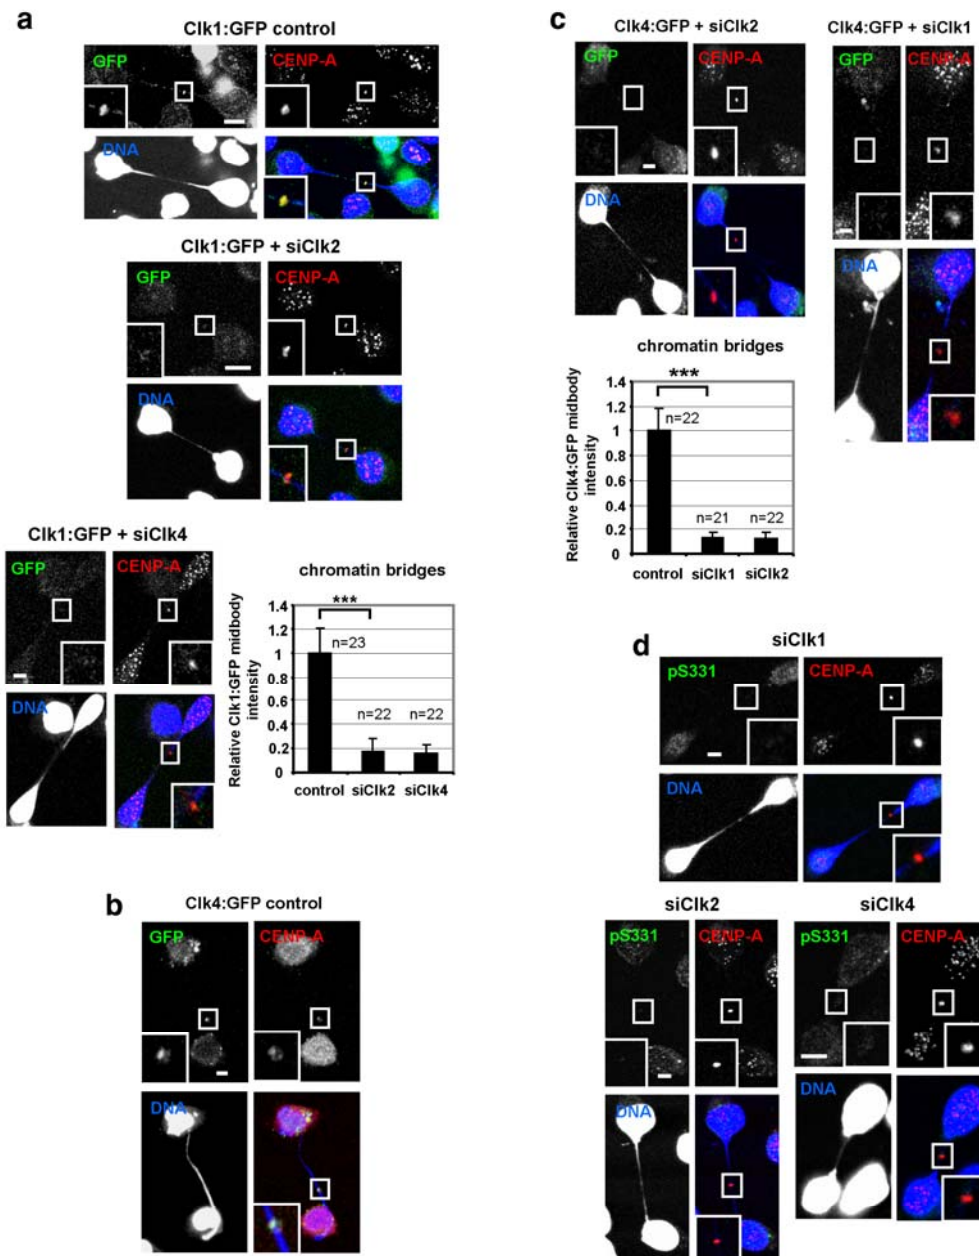 a
Clk1:GFP control
GFP
CENP-A
DNA
Clk1:GFP + siClk2
GFP
CENP-A
DNA
Clk1:GFP + siClk4
GFP
CENP-A
DNA
chromatin bridges
Relative Clk1:GFP midbody
intensity
1.4
1.2
1
0.8
0.6
0.4
0.2
0
***
n=23
n=22
n=22
control siClk2 siClk4
b
Clk4:GFP control
GFP
CENP-A
DNA
c
Clk4:GFP + siClk2
GFP
CENP-A
DNA
Clk4:GFP + siClk1
GFP
CENP-A
DNA
chromatin bridges
Relative Clk4:GFP midbody
intensity
1.4
1.2
1
0.8
0.6
0.4
0.2
0
***
n=22
n=21
n=22
control siClk1 siClk2
d
siClk1
pS331
CENP-A
DNA
siClk2
pS331
CENP-A
DNA
siClk4
pS331
CENP-A
DNA